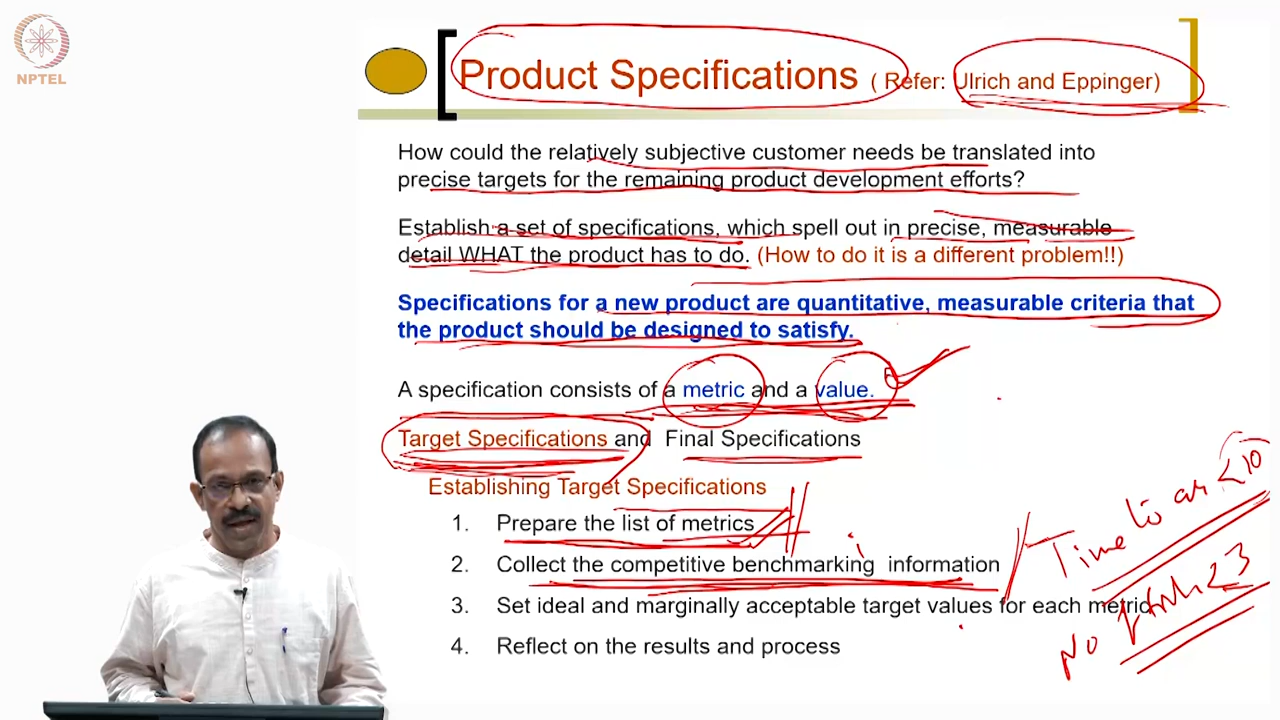 NPTEL
Product Specifications ( Refer: Ulrich and Eppinger)
How could the relatively subjective customer needs be translated into
precise targets for the remaining product development efforts?
Establish a set of specifications, which spell out in precise, measurable
detail WHAT the product has to do. (How to do it is a different problem!!)
Specifications for a new product are quantitative, measurable criteria that
the product should be designed to satisfy.
A specification consists of a metric and a value.
Target Specifications and Final Specifications
Establishing Target Specifications
1. Prepare the list of metrics
2. Collect the competitive benchmarking information
3. Set ideal and marginally acceptable target values for each metric
4. Reflect on the results and process
Time to <10
No